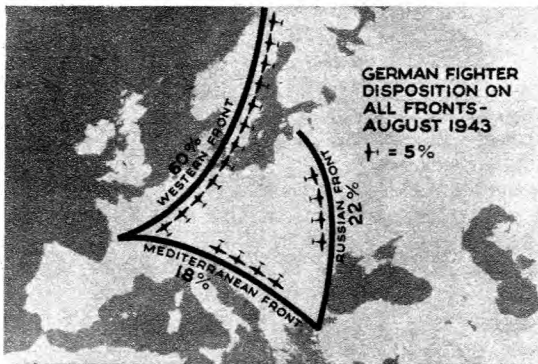 GERMAN FIGHTER
DISPOSITION ON
ALL FRONTS-
AUGUST 1943
= 5%
60%
WESTERN FRONT
RUSSIAN FRONT
22%
MEDITERRANEAN FRONT
18%